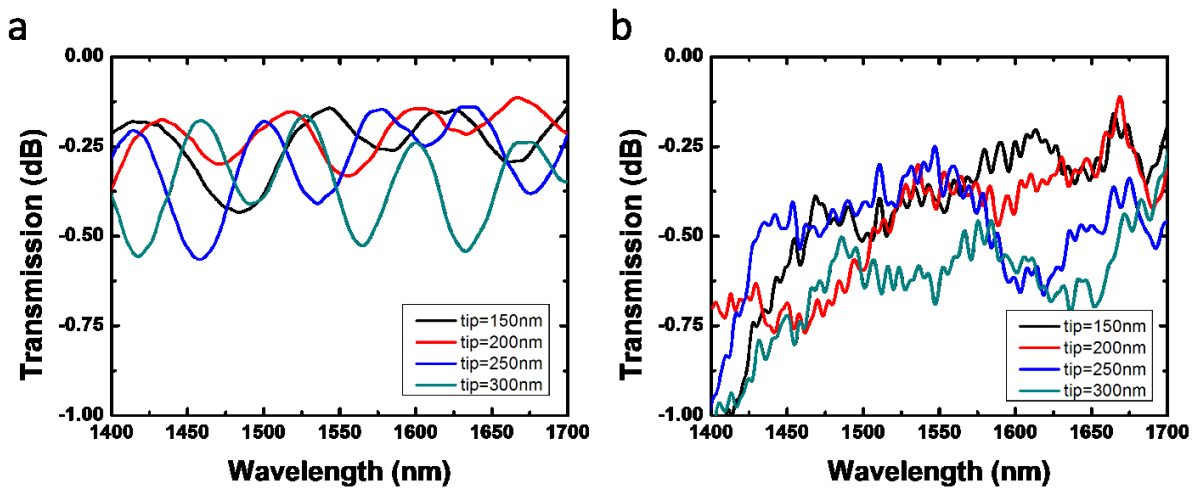 a
0.00
-0.25
-0.50
-0.75
-1.00
Transmission (dB)
tip=150nm
tip=200nm
tip=250nm
tip=300nm
1400 1450 1500 1550 1600 1650 1700
Wavelength (nm)
b
0.00
-0.25
-0.50
-0.75
-1.00
Transmission (dB)
tip=150nm
tip=200nm
tip=250nm
tip=300nm
1400 1450 1500 1550 1600 1650 1700
Wavelength (nm)